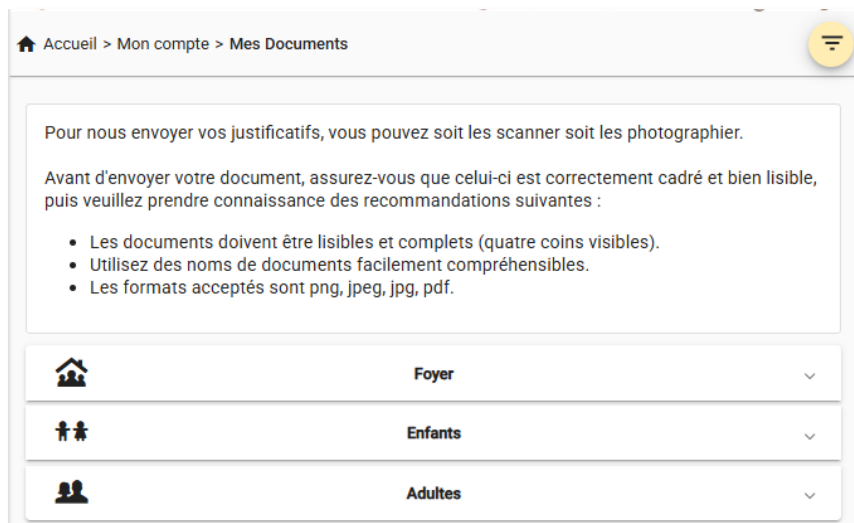 Accueil > Mon compte > Mes Documents
Pour nous envoyer vos justificatifs, vous pouvez soit les scanner soit les photographier.
Avant d'envoyer votre document, assurez-vous que celui-ci est correctement cadré et bien lisible,
puis veuillez prendre connaissance des recommandations suivantes :
• Les documents doivent être lisibles et complets (quatre coins visibles).
• Utilisez des noms de documents facilement compréhensibles.
• Les formats acceptés sont png, jpeg, jpg, pdf.
Foyer
Enfants
Adultes